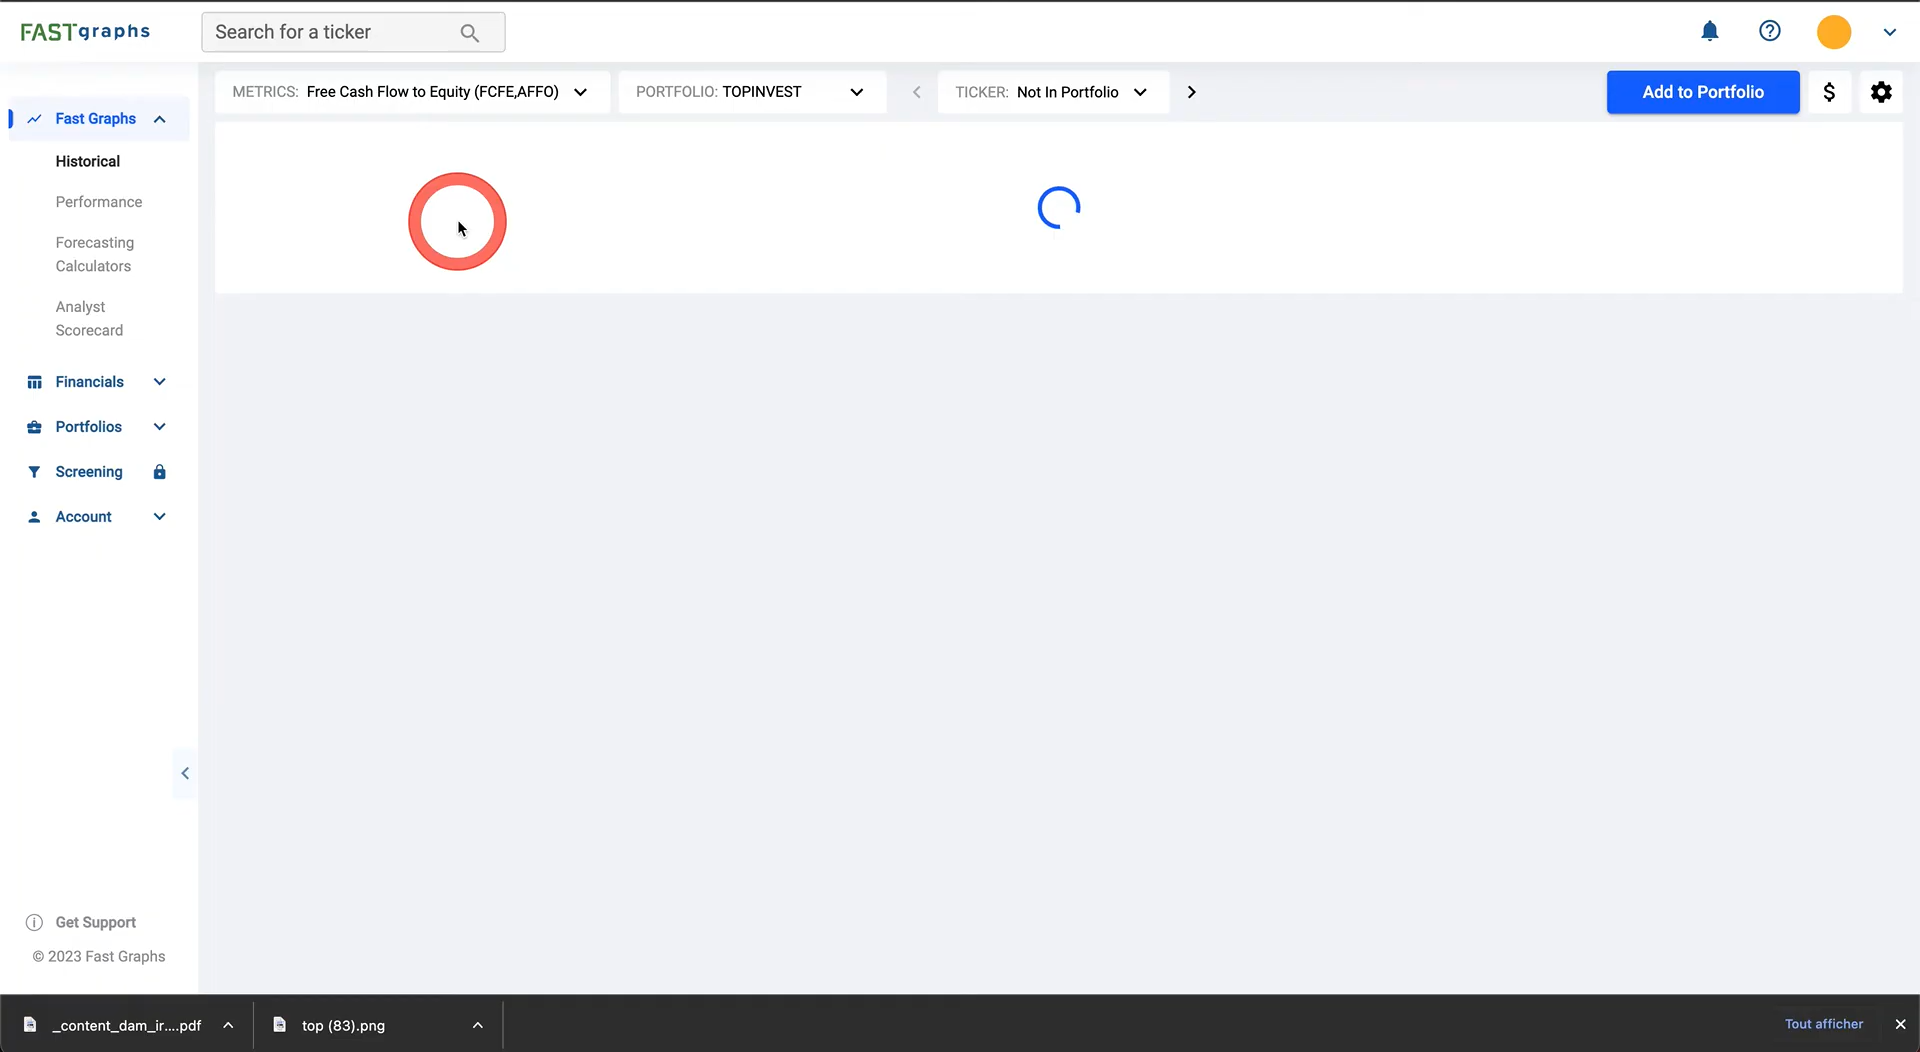 FASTgraphs
Search for a ticker
METRICS: Free Cash Flow to Equity (FCFE,AFFO)
PORTFOLIO: TOPINVEST
TICKER: Not In Portfolio
Add to Portfolio
$
Fast Graphs
Historical
Performance
Forecasting
Calculators
Analyst
Scorecard
Financials
Portfolios
Screening
Account
Get Support
© 2023 Fast Graphs
_content_dam_ir....pdf
top (83).png
Tout afficher